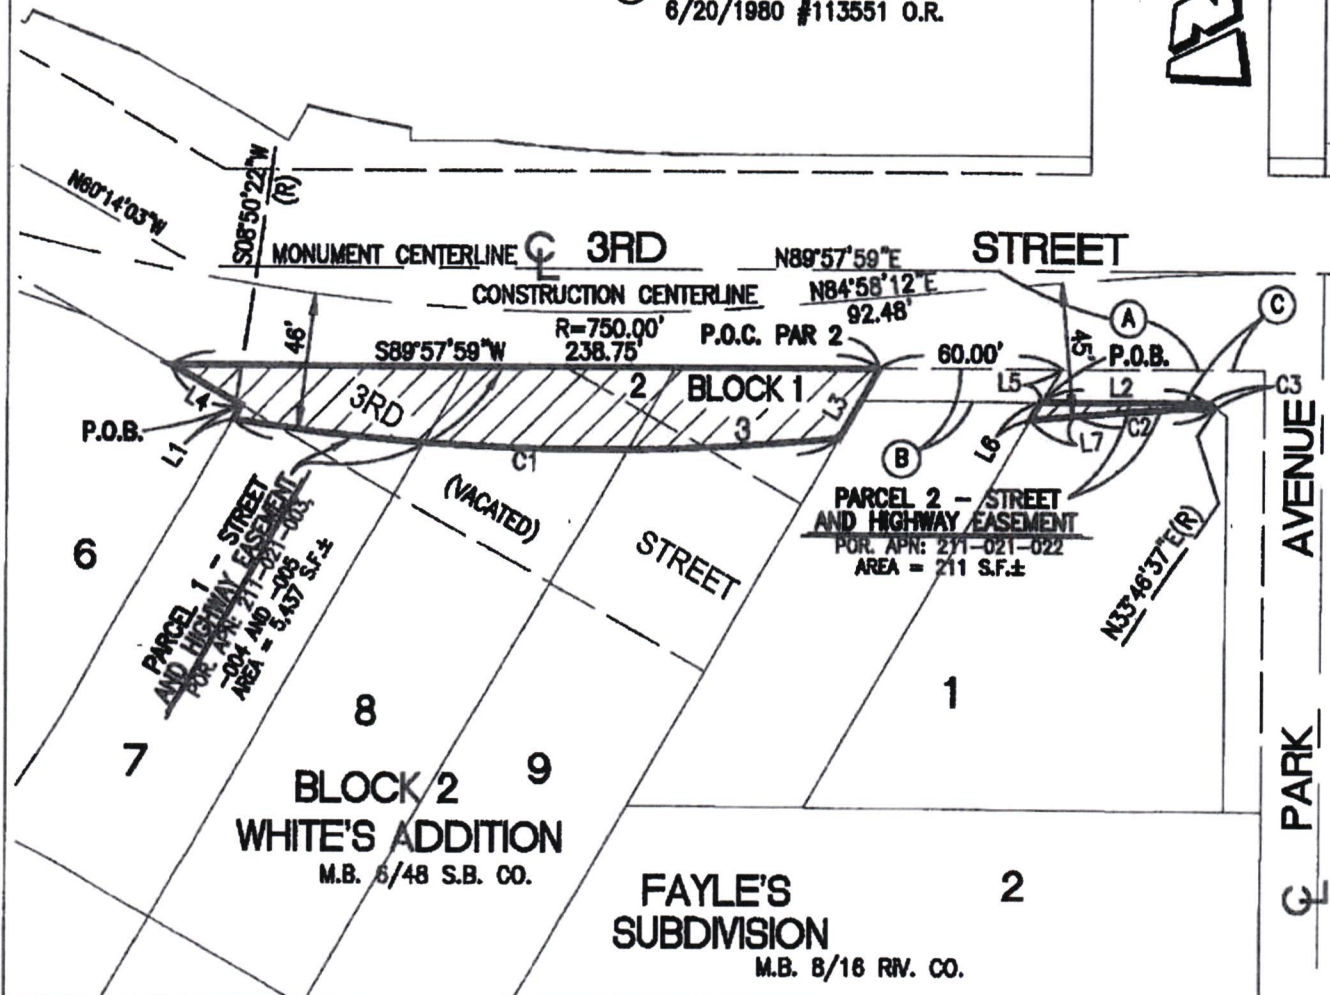 6/20/1980 #113551 O.R.
N60°14'03"W
S08°50'22"W
(R)
MONUMENT CENTERLINE
3RD
N89°57'59"E
STREET
CONSTRUCTION CENTERLINE
N84°58'12"E
92.48'
R=750.00'
P.O.C. PAR 2
A
C
46'
S89°57'59"W
238.75'
60.00'
45'
P.O.B.
L4
3RD
2
BLOCK 1
L3
L5
L2
C3
P.O.B.
L1
3
C1
B
L6
L7
C2
(VACATED)
STREET
PARCEL 1 - STREET
AND HIGHWAY EASEMENT
POR. APN: 211-021-003,
-004 AND -005
AREA = 5,437 S.F.±
PARCEL 2 - STREET
AND HIGHWAY EASEMENT
POR. APN: 211-021-022
AREA = 211 S.F.±
N33°46'37"E(R)
PARK AVENUE
6
7
8
9
1
BLOCK 2
WHITE'S ADDITION
M.B. 6/48 S.B. CO.
FAYLE'S
SUBDIVISION
M.B. 8/16 RIV. CO.
2